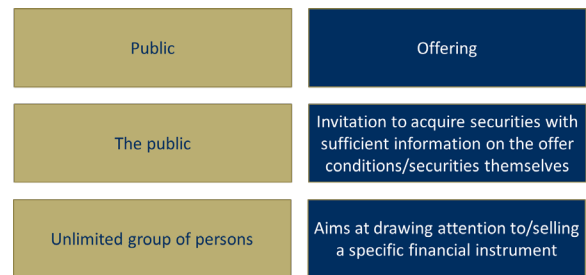 Public
Offering
The public
Invitation to acquire securities with
sufficient information on the offer
conditions/securities themselves
Unlimited group of persons
Aims at drawing attention to/selling
a specific financial instrument